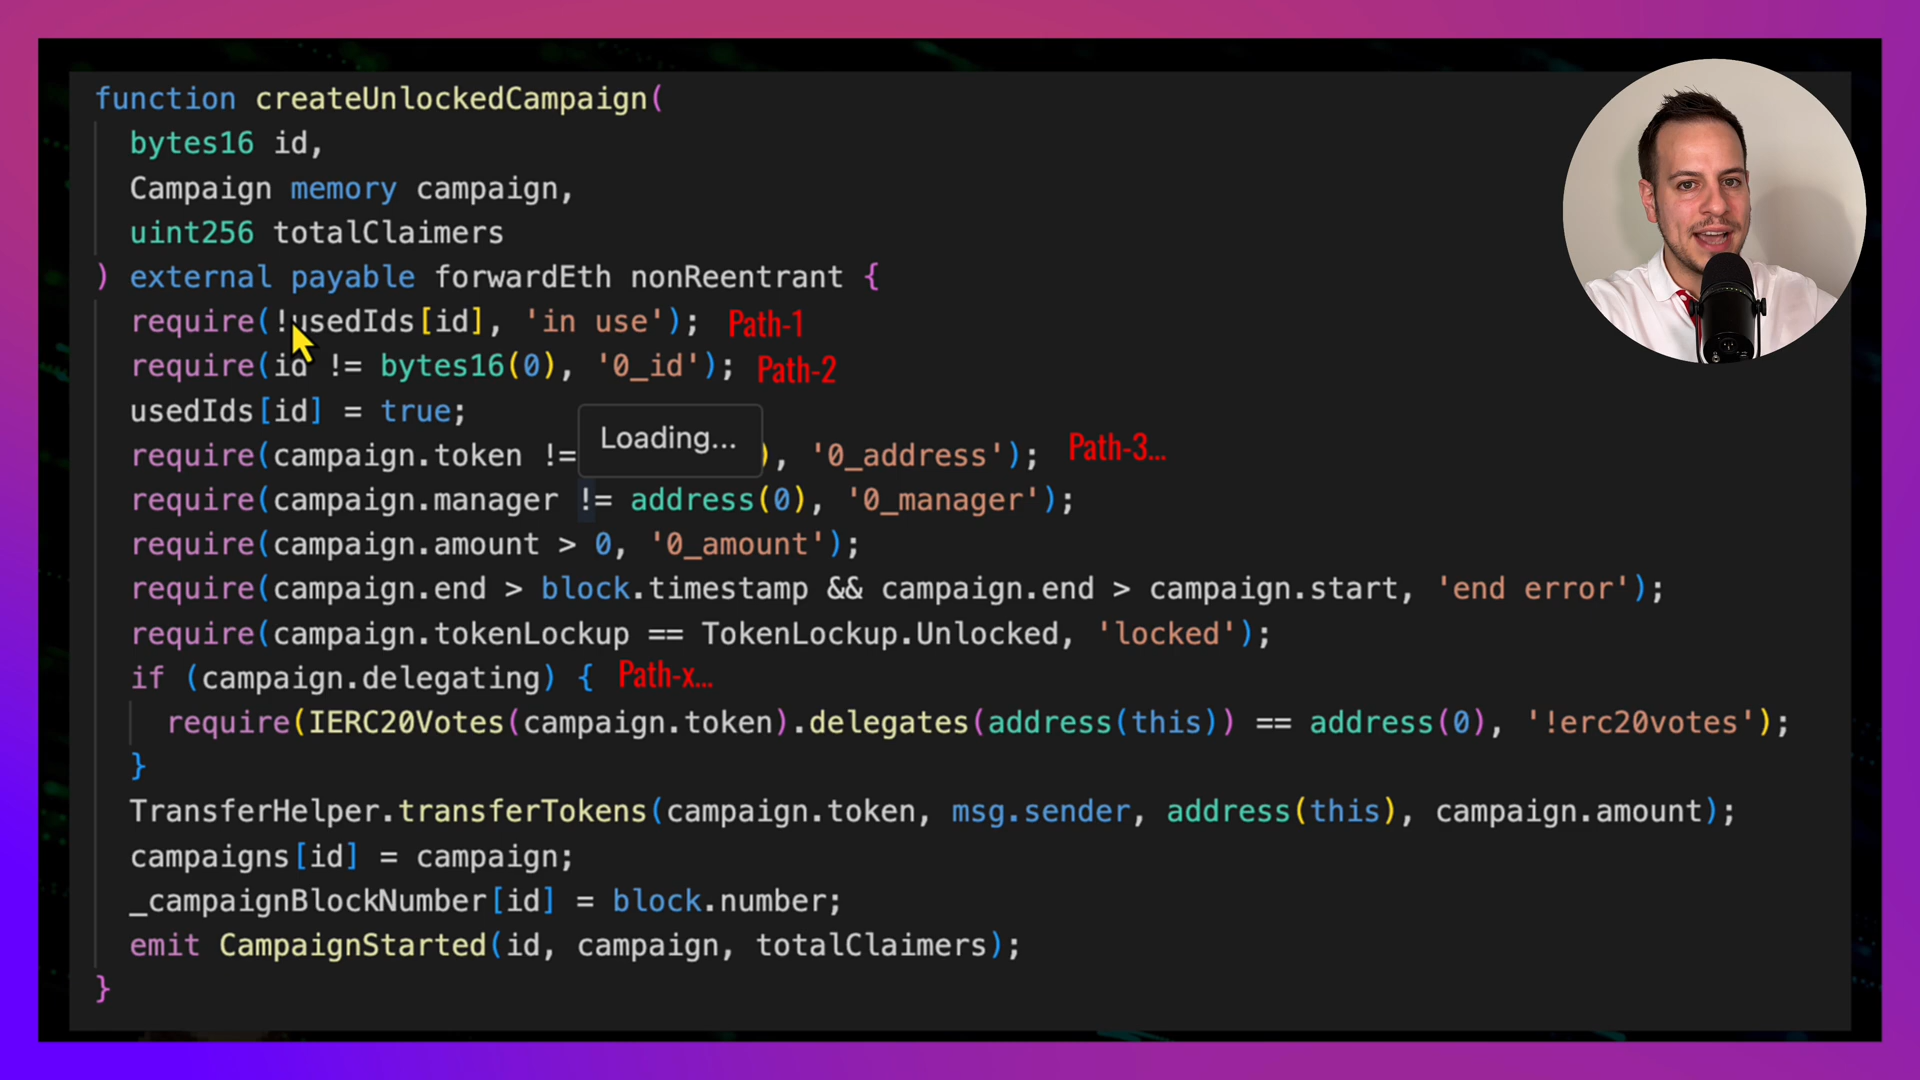 function createUnlockedCampaign(
bytes16 id,
Campaign memory campaign,
uint256 totalClaimers
) external payable forwardEth nonReentrant {
require(!usedIds[id], 'in use'); Path-1
require(id != bytes16(0), '0_id'); Path-2
usedIds[id] = true;
Loading...
require(campaign.token != ), '0_address'); Path-3...
require(campaign.manager != address(0), '0_manager');
require(campaign.amount > 0, '0_amount');
require(campaign.end > block.timestamp && campaign.end > campaign.start, 'end error');
require(campaign.tokenLockup == TokenLockup.Unlocked, 'locked');
if (campaign.delegating) { Path-x...
require(IERC20Votes(campaign.token).delegates(address(this)) == address(0), '!erc20votes');
}
TransferHelper.transferTokens(campaign.token, msg.sender, address(this), campaign.amount);
campaigns[id] = campaign;
_campaignBlockNumber[id] = block.number;
emit CampaignStarted(id, campaign, totalClaimers);
}